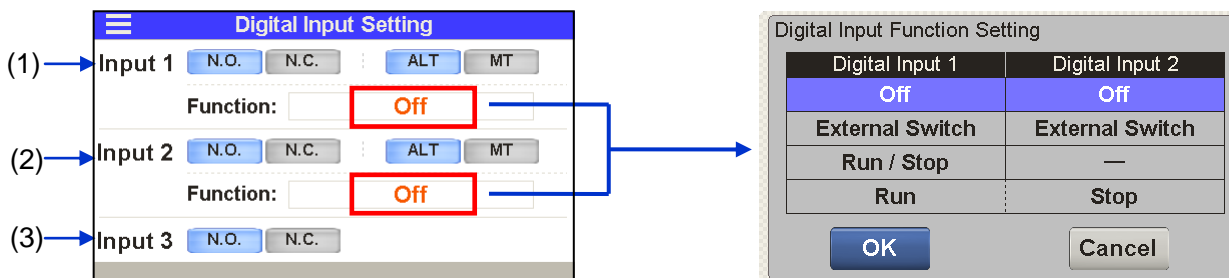 Digital Input Setting
(1) Input 1 N.O. N.C. ALT MT
Function: Off
(2) Input 2 N.O. N.C. ALT MT
Function: Off
(3) Input 3 N.O. N.C.
Digital Input Function Setting
Digital Input 1 Digital Input 2
Off Off
External Switch External Switch
Run / Stop —
Run Stop
OK Cancel